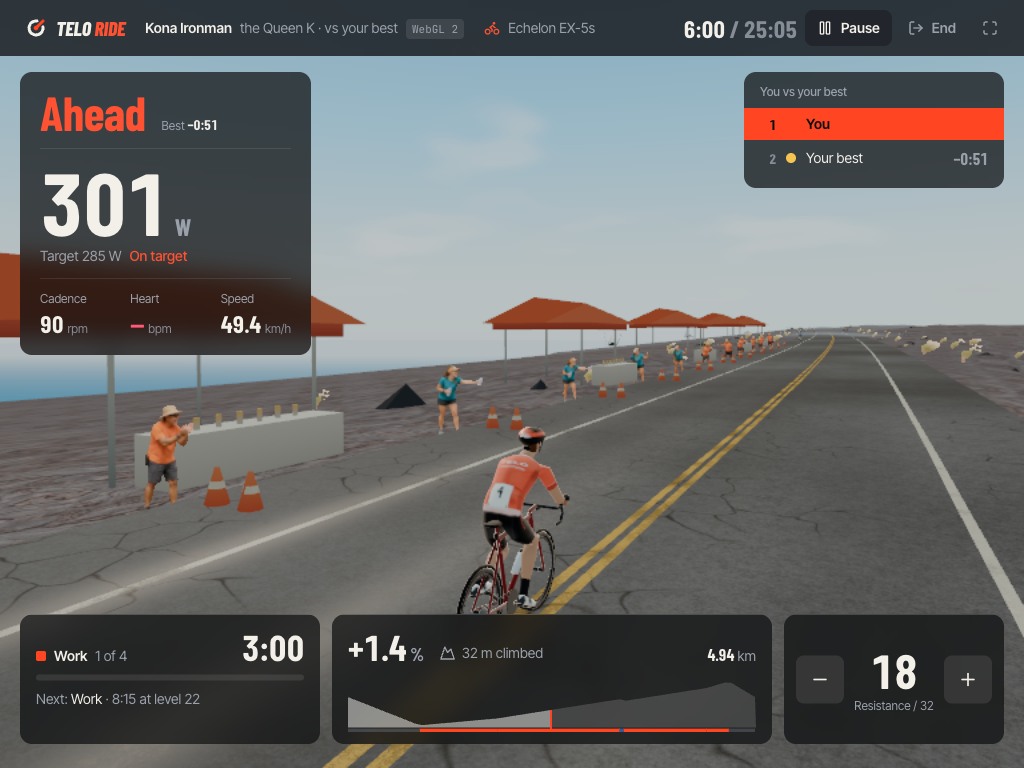 TELO RIDE Kona Ironman the Queen K · vs your best WebGL 2 Echelon EX-5s 6:00 / 25:05 Pause End
Ahead Best −0:51
301 W
Target 285 W On target
Cadence Heart Speed
90 rpm – bpm 49.4 km/h
You vs your best
1 You
2 Your best −0:51
4
Work 1 of 4 3:00
Next: Work · 8:15 at level 22
+1.4 % 32 m climbed 4.94 km
− 18 +
Resistance / 32